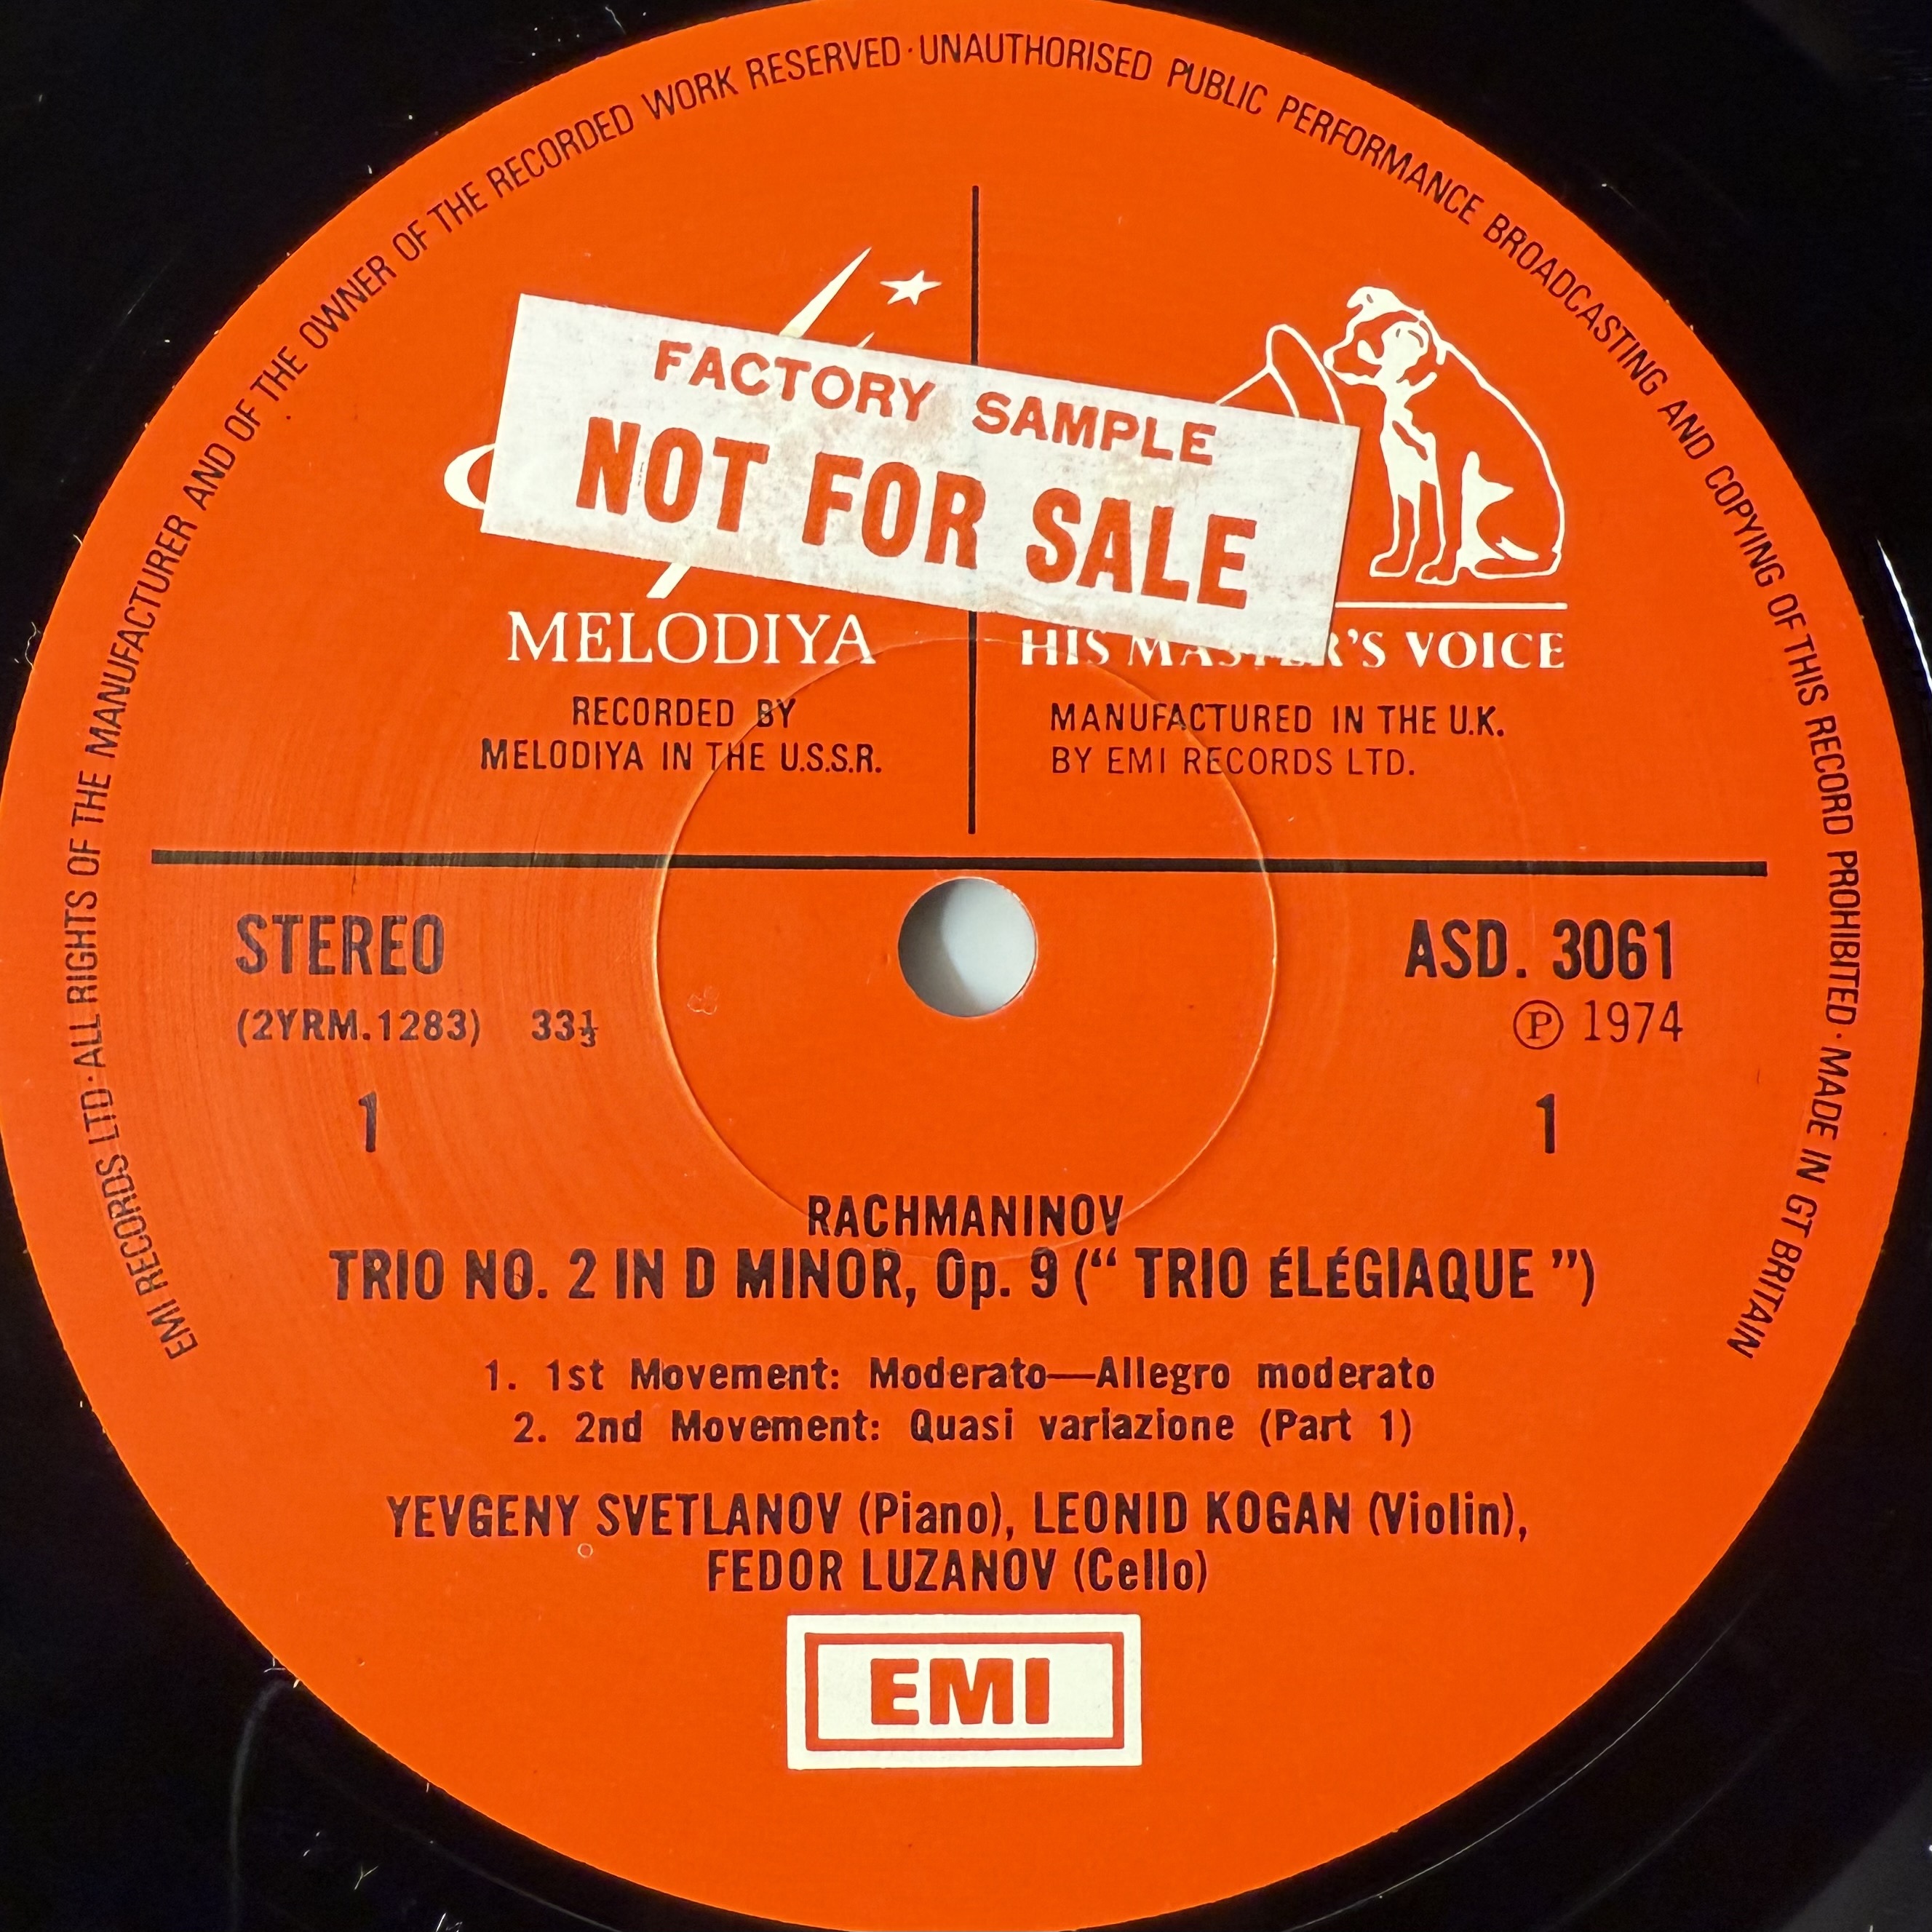 EMI RECORDS LTD · ALL RIGHTS OF THE MANUFACTURER AND OF THE OWNER OF THE RECORDED WORK RESERVED · UNAUTHORISED PUBLIC PERFORMANCE BROADCASTING AND COPYING OF THIS RECORD PROHIBITED · MADE IN GT BRITAIN
FACTORY SAMPLE
NOT FOR SALE
MELODIYA
RECORDED BY
MELODIYA IN THE U.S.S.R.
HIS MASTER'S VOICE
MANUFACTURED IN THE U.K.
BY EMI RECORDS LTD.
STEREO
(2YRM.1283) 33⅓
1
ASD. 3061
Ⓟ 1974
1
RACHMANINOV
TRIO NO. 2 IN D MINOR, Op. 9 (“ TRIO ÉLÉGIAQUE ”)
1. 1st Movement: Moderato—Allegro moderato
2. 2nd Movement: Quasi variazione (Part 1)
YEVGENY SVETLANOV (Piano), LEONID KOGAN (Violin),
FEDOR LUZANOV (Cello)
EMI